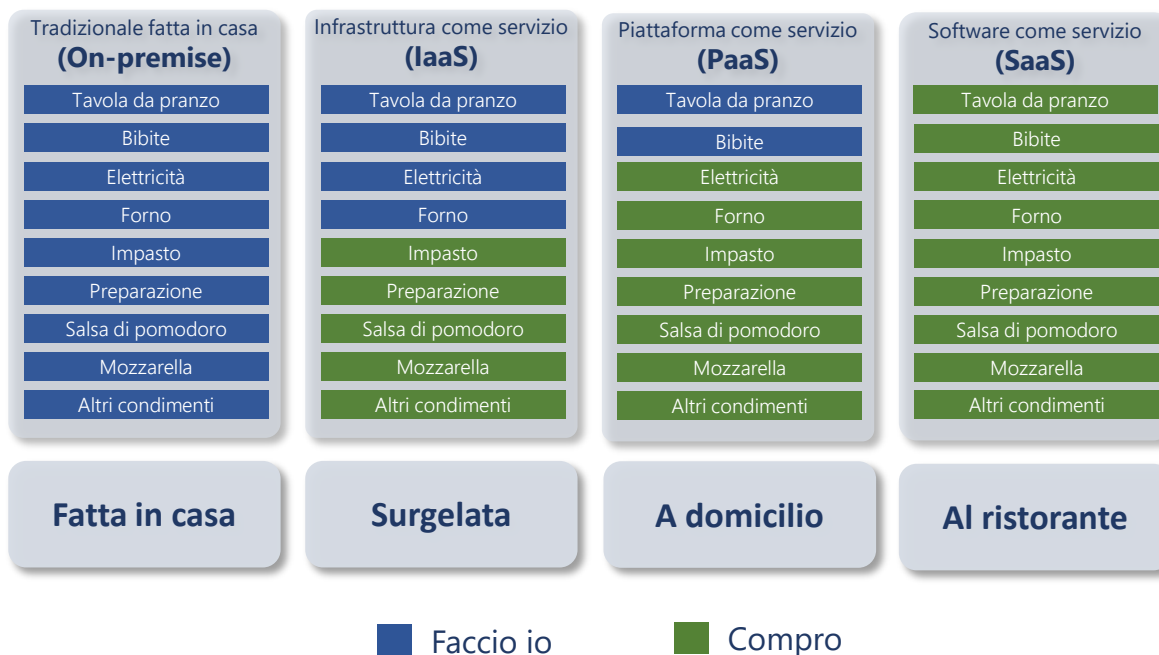 Tradizionale fatta in casa
(On-premise)
Tavola da pranzo
Bibite
Elettricità
Forno
Impasto
Preparazione
Salsa di pomodoro
Mozzarella
Altri condimenti
Fatta in casa
Infrastruttura come servizio
(IaaS)
Tavola da pranzo
Bibite
Elettricità
Forno
Impasto
Preparazione
Salsa di pomodoro
Mozzarella
Altri condimenti
Surgelata
Piattaforma come servizio
(PaaS)
Tavola da pranzo
Bibite
Elettricità
Forno
Impasto
Preparazione
Salsa di pomodoro
Mozzarella
Altri condimenti
A domicilio
Software come servizio
(SaaS)
Tavola da pranzo
Bibite
Elettricità
Forno
Impasto
Preparazione
Salsa di pomodoro
Mozzarella
Altri condimenti
Al ristorante
Faccio io
Compro